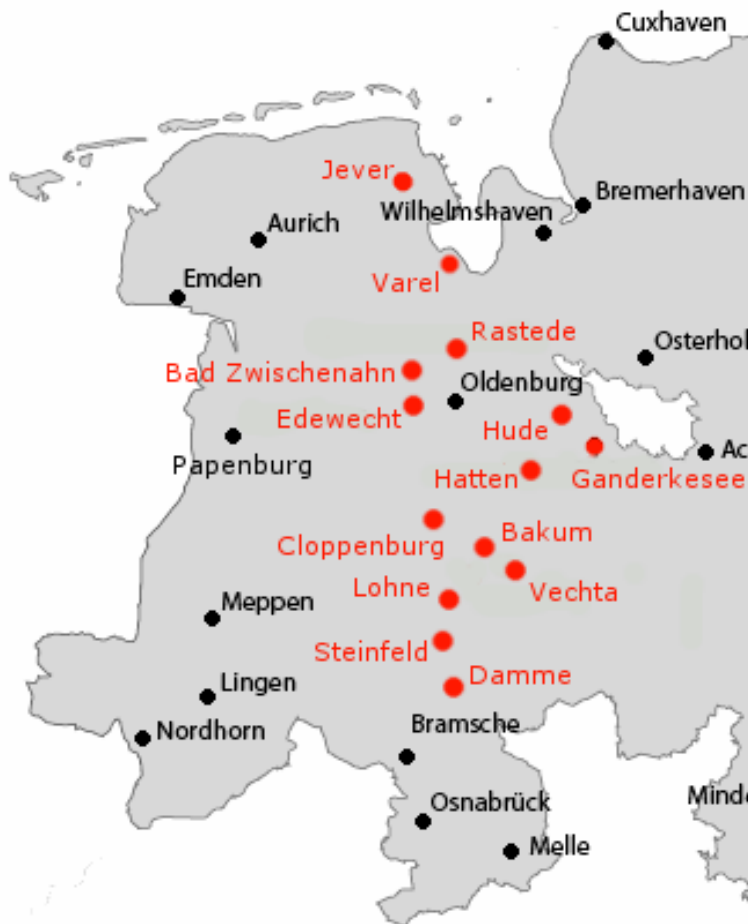 Cuxhaven
Jever
Bremerhaven
Wilhelmshaven
Aurich
Varel
Emden
Rastede
Osterhol
Bad Zwischenahn
Oldenburg
Edewecht
Hude
Papenburg
Ac
Hatten
Ganderkesee
Bakum
Cloppenburg
Lohne
Vechta
Meppen
Steinfeld
Damme
Lingen
Nordhorn
Bramsche
Minde
Osnabrück
Melle